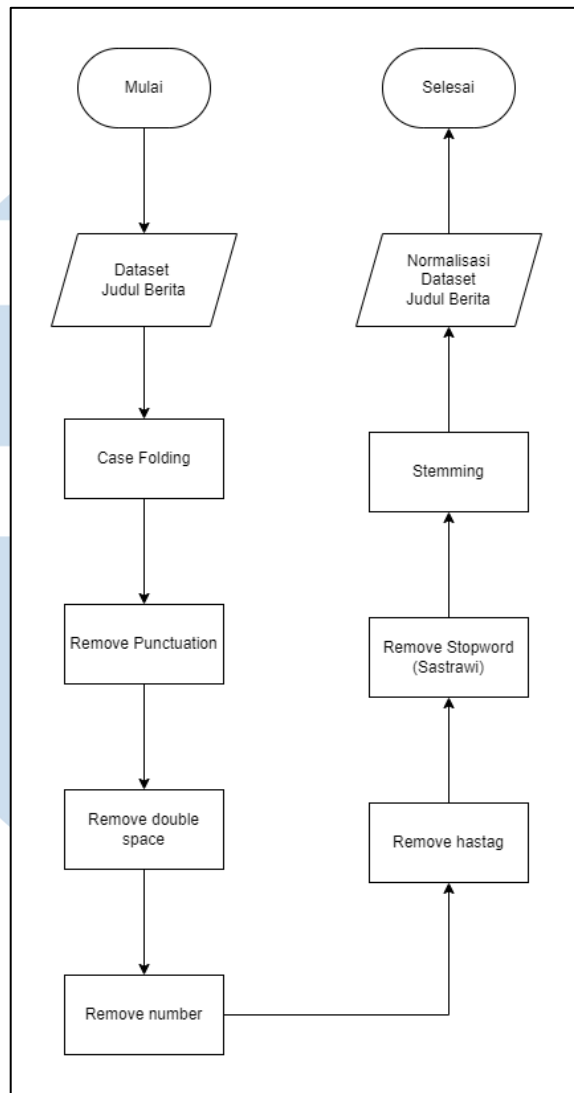 Mulai
Dataset
Judul Berita
Case Folding
Remove Punctuation
Remove double
space
Remove number
Remove hastag
Remove Stopword
(Sastrawi)
Stemming
Normalisasi
Dataset
Judul Berita
Selesai